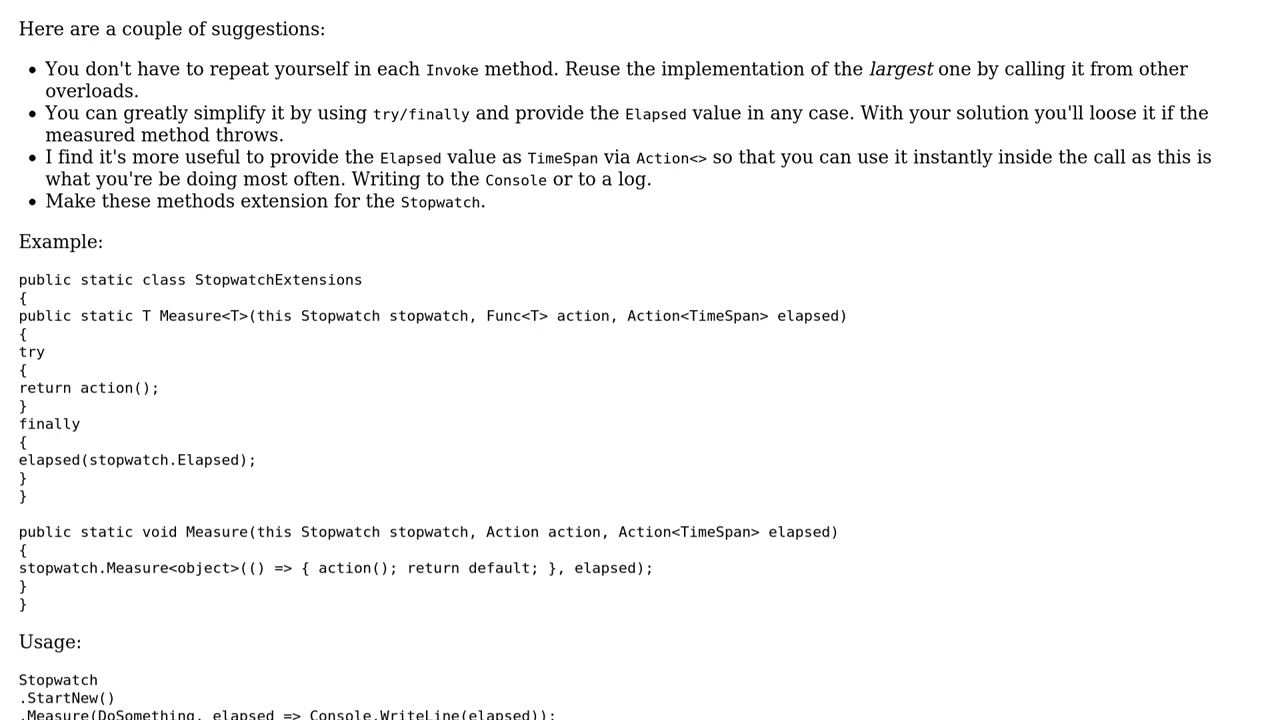 Here are a couple of suggestions:
• You don't have to repeat yourself in each Invoke method. Reuse the implementation of the largest one by calling it from other
overloads.
• You can greatly simplify it by using try/finally and provide the Elapsed value in any case. With your solution you'll loose it if the
measured method throws.
• I find it's more useful to provide the Elapsed value as TimeSpan via Action<> so that you can use it instantly inside the call as this is
what you're be doing most often. Writing to the Console or to a log.
• Make these methods extension for the Stopwatch.
Example:
public static class StopwatchExtensions
{
public static T Measure<T>(this Stopwatch stopwatch, Func<T> action, Action<TimeSpan> elapsed)
{
try
{
return action();
}
finally
{
elapsed(stopwatch.Elapsed);
}
}
public static void Measure(this Stopwatch stopwatch, Action action, Action<TimeSpan> elapsed)
{
stopwatch.Measure<object>(() => { action(); return default; }, elapsed);
}
}
Usage:
Stopwatch
.StartNew()
.Measure(DoSomething, elapsed => Console.WriteLine(elapsed));